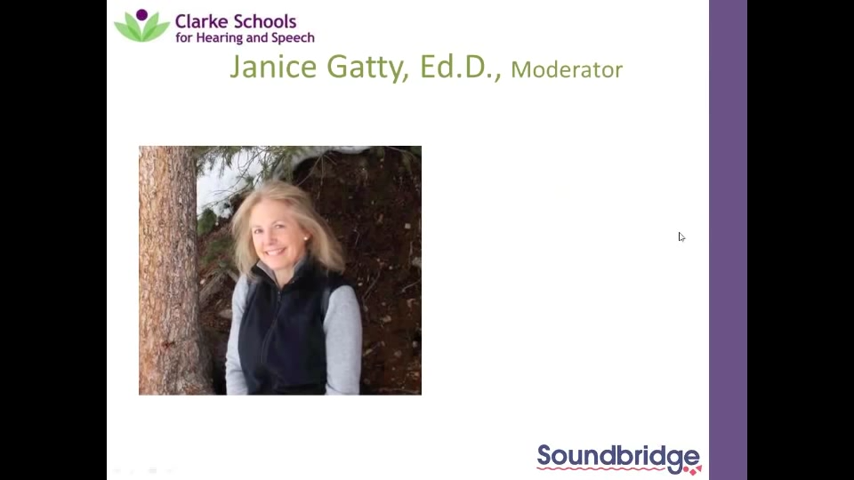 Clarke Schools
for Hearing and Speech
Janice Gatty, Ed.D., Moderator
Soundbridge